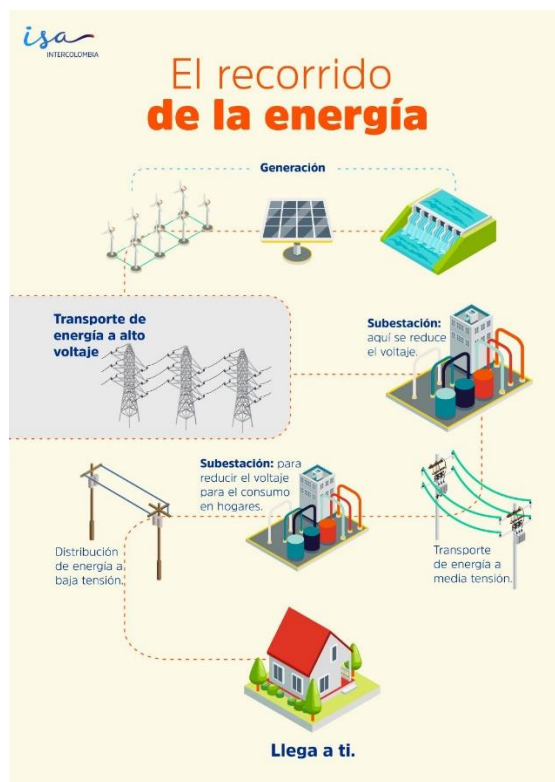 isa
INTERCOLOMBIA
El recorrido
de la energía
Generación
Transporte de
energía a alto
voltaje
Subestación:
aquí se reduce
el voltaje.
Subestación: para
reducir el voltaje
para el consumo
en hogares.
Distribución
de energía a
baja tensión.
Transporte
de energía a
media tensión.
Llega a ti.